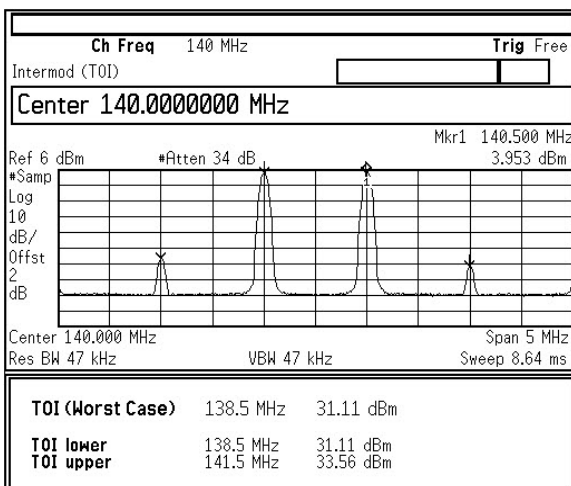 Ch Freq 140 MHz Trig Free
Intermod (TOI)
Center 140.0000000 MHz
Mkr1 140.500 MHz
Ref 6 dBm #Atten 34 dB 3.953 dBm
#Samp
Log
10
dB/
Offst
2
dB
1
Center 140.000 MHz Span 5 MHz
Res BW 47 kHz VBW 47 kHz Sweep 8.64 ms
TOI (Worst Case) 138.5 MHz 31.11 dBm
TOI lower 138.5 MHz 31.11 dBm
TOI upper 141.5 MHz 33.56 dBm